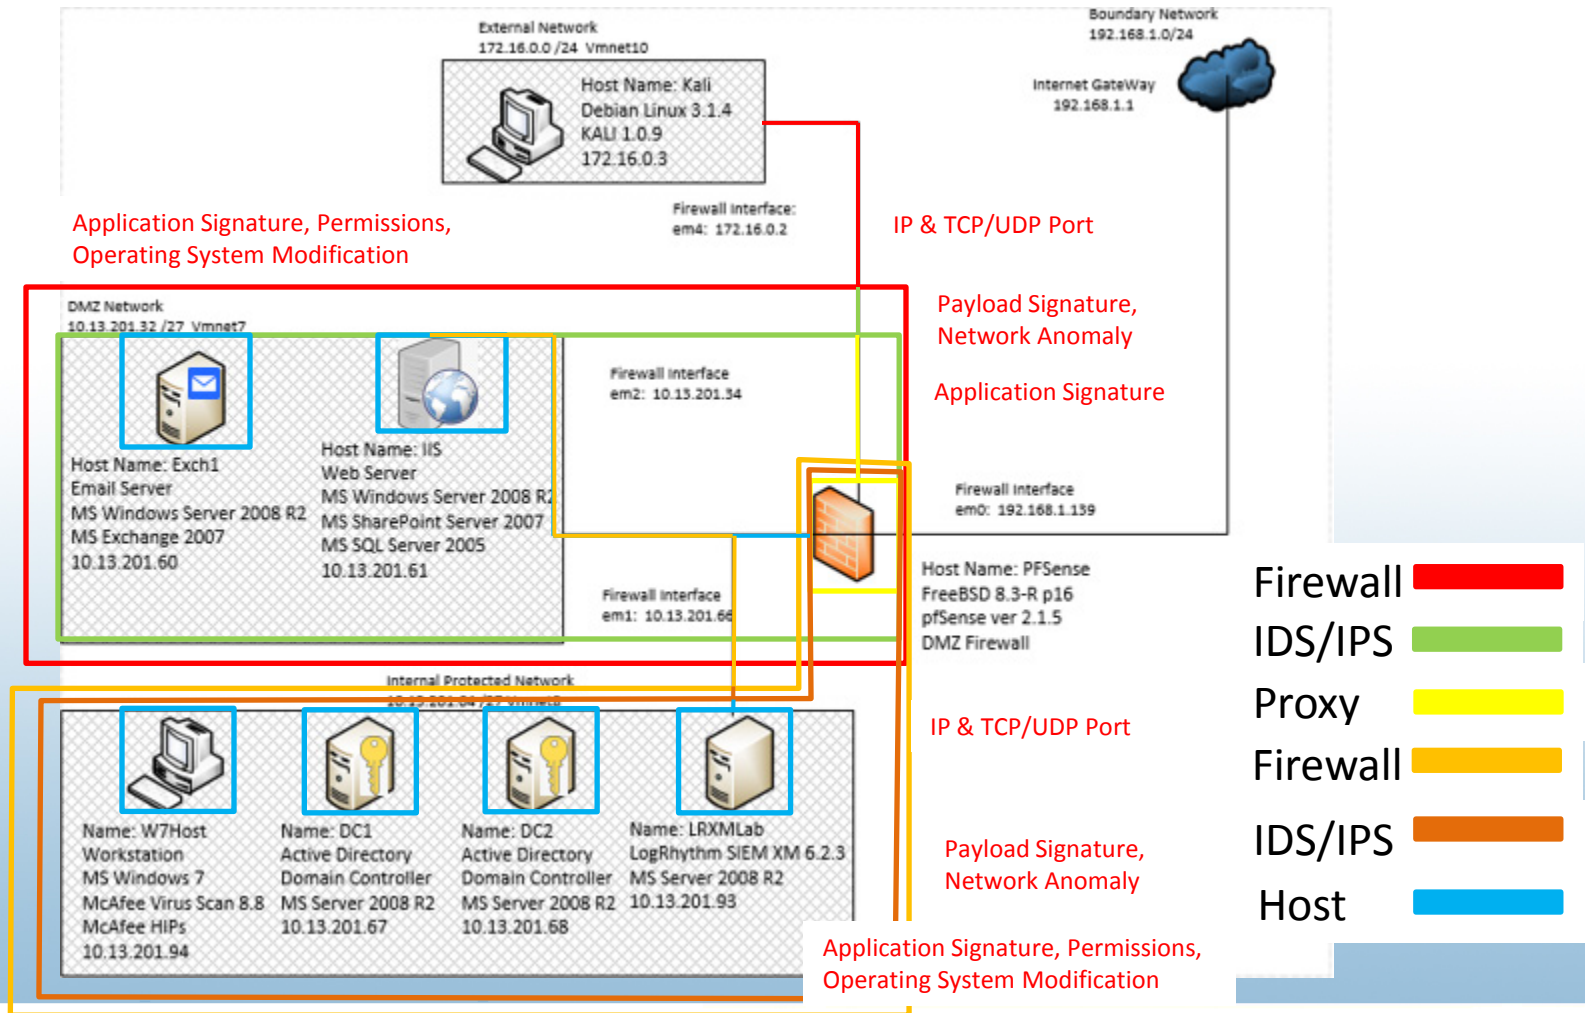 External Network
172.16.0.0 /24 Vmnet10
Host Name: Kali
Debian Linux 3.1.4
KALI 1.0.9
172.16.0.3
Boundary Network
192.168.1.0/24
Internet GateWay
192.168.1.1
Firewall Interface:
em4: 172.16.0.2
Application Signature, Permissions,
Operating System Modification
IP & TCP/UDP Port
DMZ Network
10.13.201.32 /27 Vmnet7
Payload Signature,
Network Anomaly
Application Signature
Firewall Interface
em2: 10.13.201.34
Host Name: Exch1
Email Server
MS Windows Server 2008 R2
MS Exchange 2007
10.13.201.60
Host Name: IIS
Web Server
MS Windows Server 2008 R2
MS SharePoint Server 2007
MS SQL Server 2005
10.13.201.61
Firewall Interface
em0: 192.168.1.139
Firewall Interface
em1: 10.13.201.66
Host Name: PFSense
FreeBSD 8.3-R p16
pfSense ver 2.1.5
DMZ Firewall
Internal Protected Network
10.13.201.64 /27
IP & TCP/UDP Port
Name: W7Host
Workstation
MS Windows 7
McAfee Virus Scan 8.8
McAfee HIPs
10.13.201.94
Name: DC1
Active Directory
Domain Controller
MS Server 2008 R2
10.13.201.67
Name: DC2
Active Directory
Domain Controller
MS Server 2008 R2
10.13.201.68
Name: LRXMLab
LogRhythm SIEM XM 6.2.3
MS Server 2008 R2
10.13.201.93
Payload Signature,
Network Anomaly
Application Signature, Permissions,
Operating System Modification
Firewall
IDS/IPS
Proxy
Firewall
IDS/IPS
Host